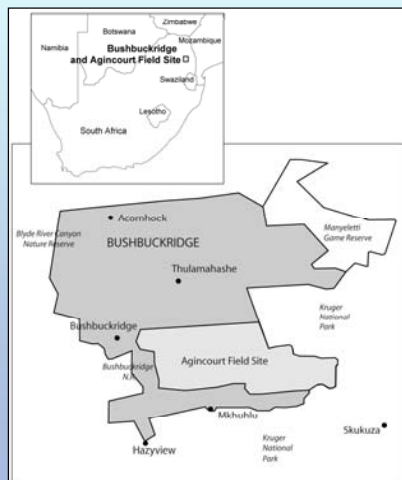 Zimbabwe
Botswana
Namibia
Mozambique
Bushbuckridge
and Agincourt Field Site
Swaziland
Lesotho
South Africa
Acornhoek
Blyde River Canyon
Nature Reserve
BUSHBUCKRIDGE
Manyeleti
Game Reserve
Thulamahashe
Kruger
National
Park
Bushbuckridge
Agincourt Field Site
Bushbuckridge
N.R.
Mkhuhlu
Skukuza
Hazyview
Kruger
National
Park